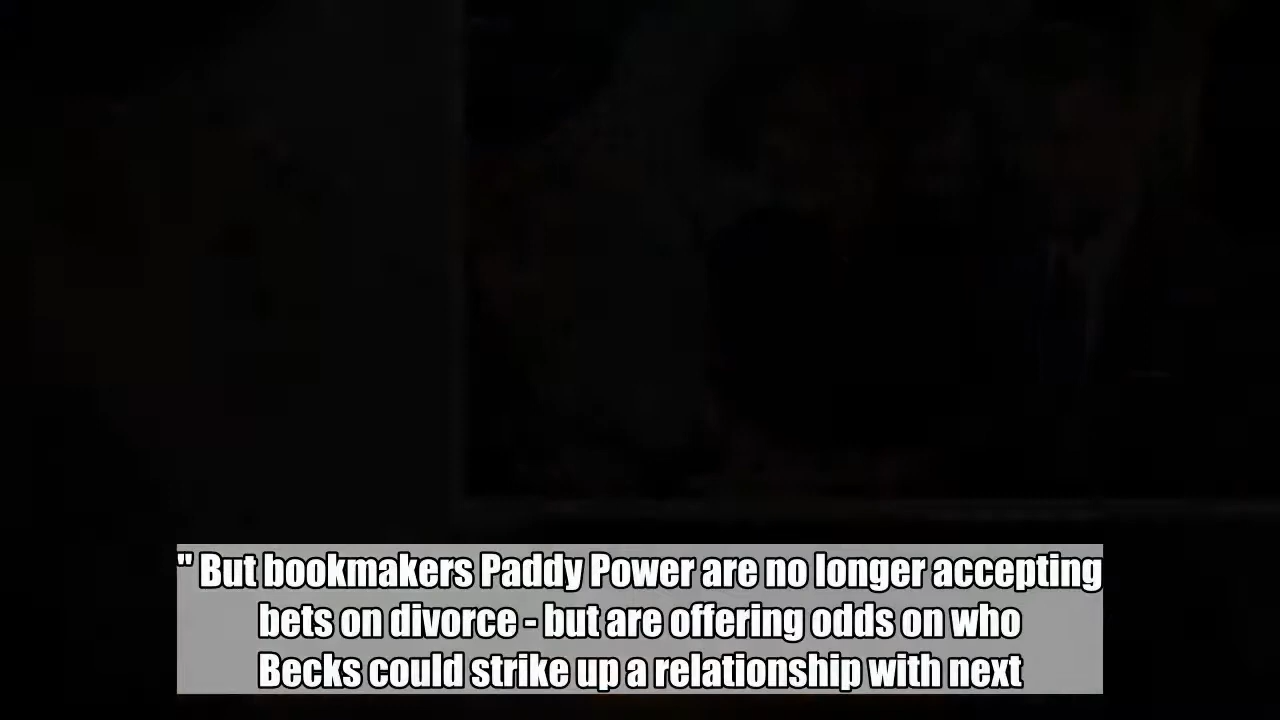 " But bookmakers Paddy Power are no longer accepting
bets on divorce - but are offering odds on who
Becks could strike up a relationship with next